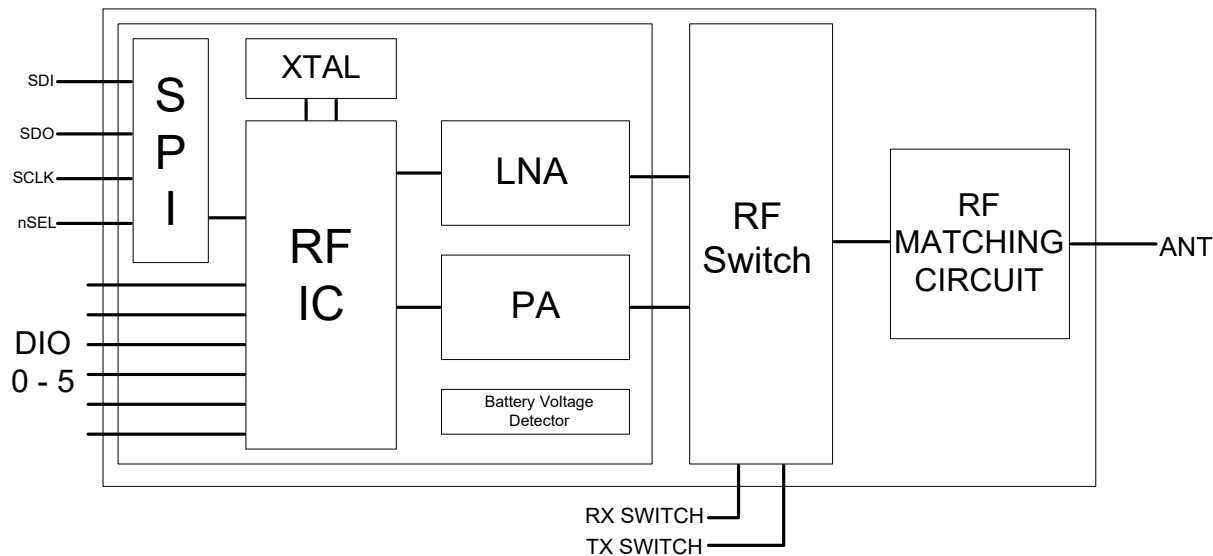 SDI
SDO
SCLK
nSEL
S
P
I
XTAL
RF
IC
LNA
PA
Battery Voltage
Detector
RF
Switch
RF
MATCHING
CIRCUIT
ANT
DIO
0 - 5
RX SWITCH
TX SWITCH